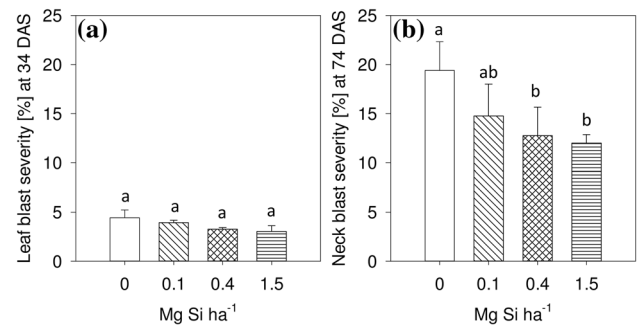 (a)
Leaf blast severity [%] at 34 DAS
25
20
15
10
5
0
a a a a
0 0.1 0.4 1.5
Mg Si ha⁻¹
(b)
Neck blast severity [%] at 74 DAS
25
20
15
10
5
0
a
ab
b
b
0 0.1 0.4 1.5
Mg Si ha⁻¹